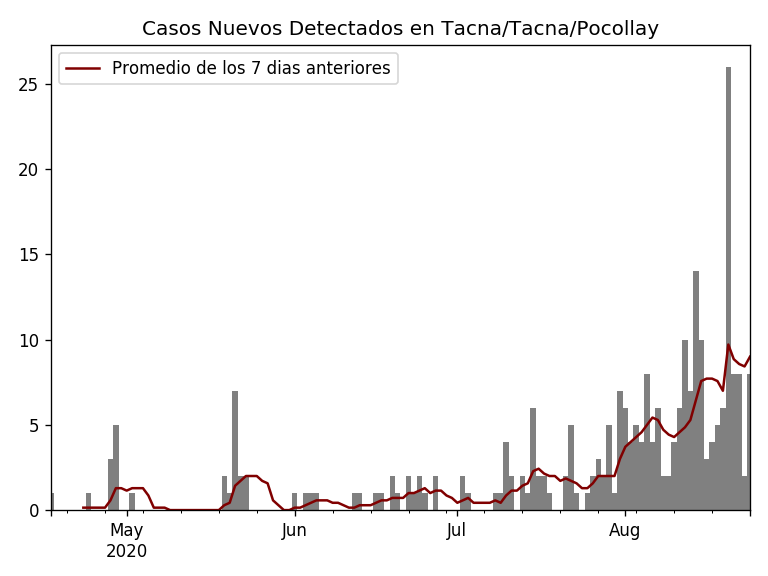 Casos Nuevos Detectados en Tacna/Tacna/Pocollay
Promedio de los 7 dias anteriores
25
20
15
10
5
0
May Jun Jul Aug
2020